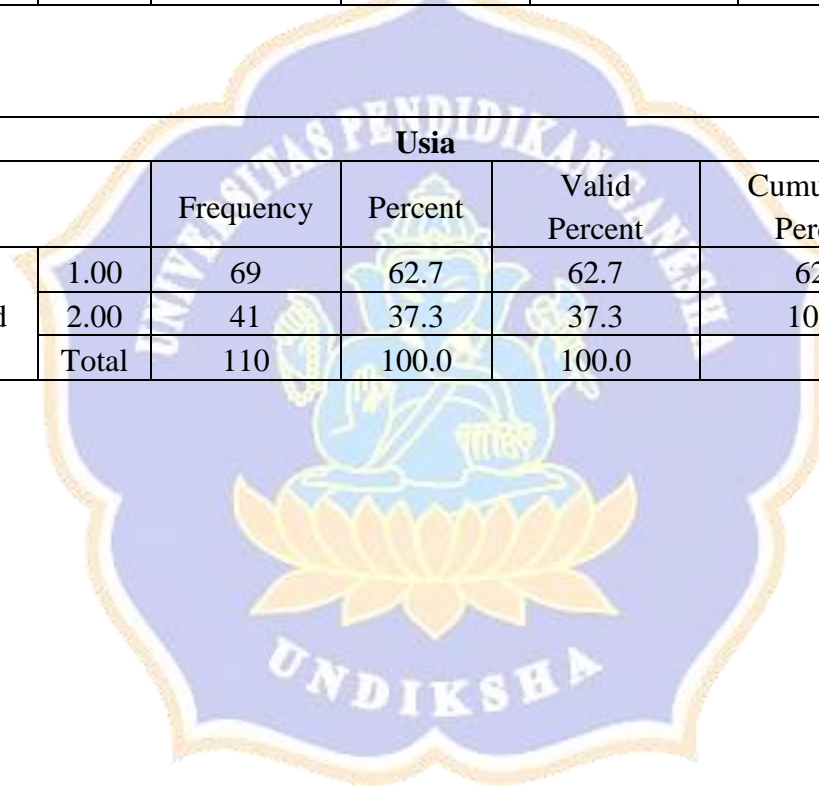 Usia
Frequency Percent Valid Percent
1.00 69 62.7 62.7
2.00 41 37.3 37.3
Total 110 100.0 100.0
UNIVERSITAS PENDIDIKAN GANESHA
UNDIKSHA